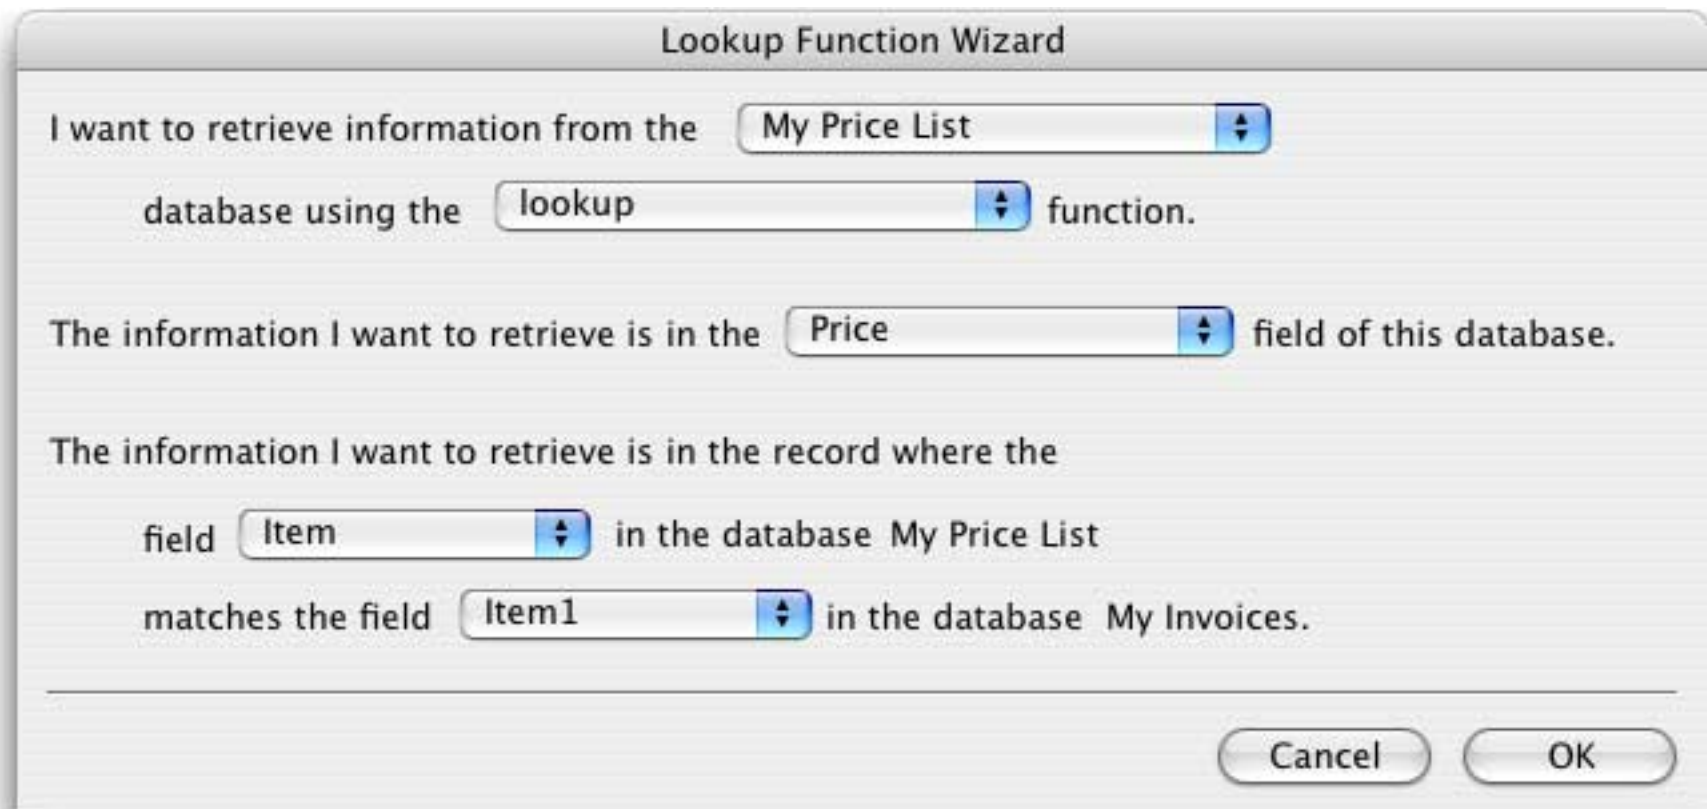 Lookup Function Wizard
I want to retrieve information from the My Price List
database using the lookup function.
The information I want to retrieve is in the Price field of this database.
The information I want to retrieve is in the record where the
field Item in the database My Price List
matches the field Item1 in the database My Invoices.
Cancel OK